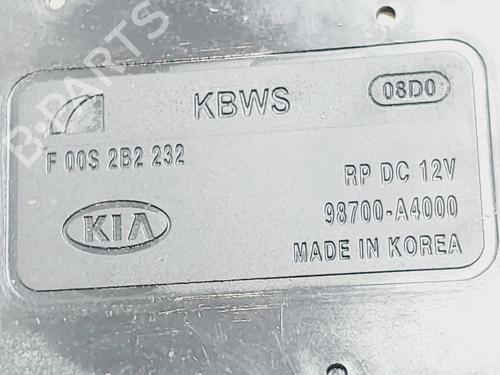 KBWS
08D0
F 00S 2B2 232
RP DC 12V
98700-A4000
KIA
MADE IN KOREA
B-PARTS